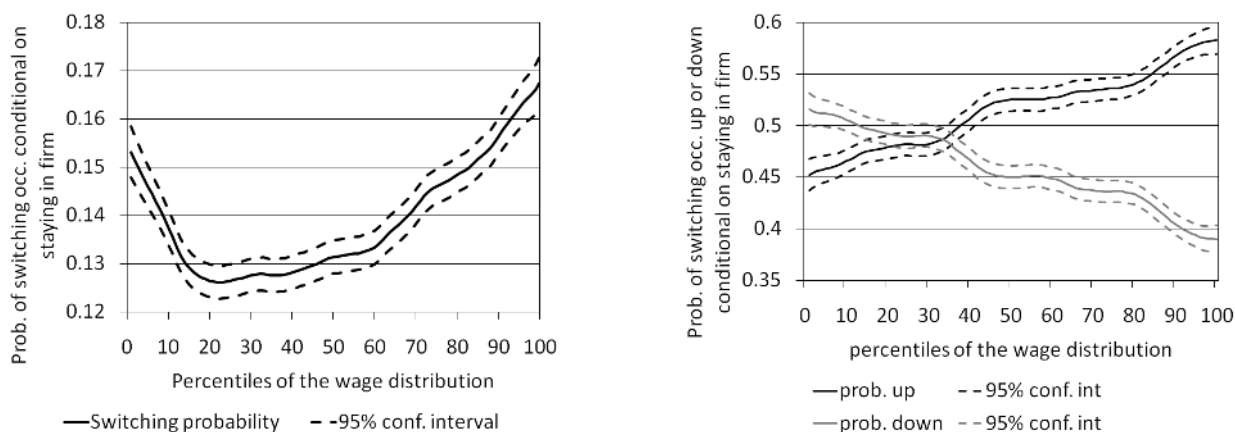 Prob. of switching occ. conditional on
staying in firm
0.18
0.17
0.16
0.15
0.14
0.13
0.12
0 10 20 30 40 50 60 70 80 90 100
Percentiles of the wage distribution
Switching probability 95% conf. interval
Prob. of switching occ. up or down
conditional on staying in firm
0.6
0.55
0.5
0.45
0.4
0.35
0 10 20 30 40 50 60 70 80 90 100
percentiles of the wage distribution
prob. up 95% conf. int
prob. down 95% conf. int